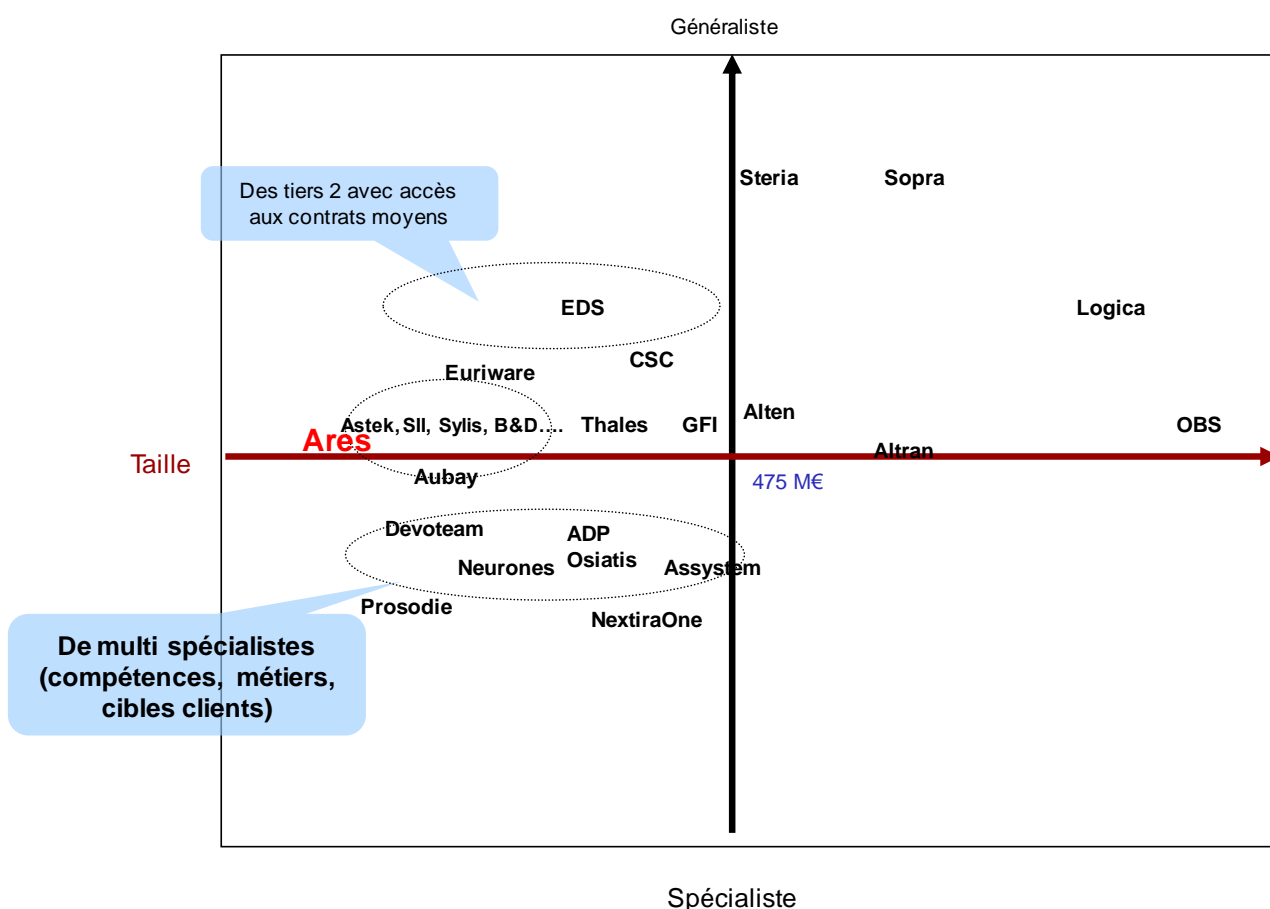 Généraliste
Des tiers 2 avec accès
aux contrats moyens
Steria
Sopra
EDS
Logica
CSC
Euriware
Astek, SII, Sylis, B&D….
Thales
GFI
Alten
OBS
Ares
Altran
Taille
Aubay
475 M€
Devoteam
ADP
Osiatis
Neurones
Assystem
Prosodie
NextiraOne
De multi spécialistes
(compétences, métiers,
cibles clients)
Spécialiste